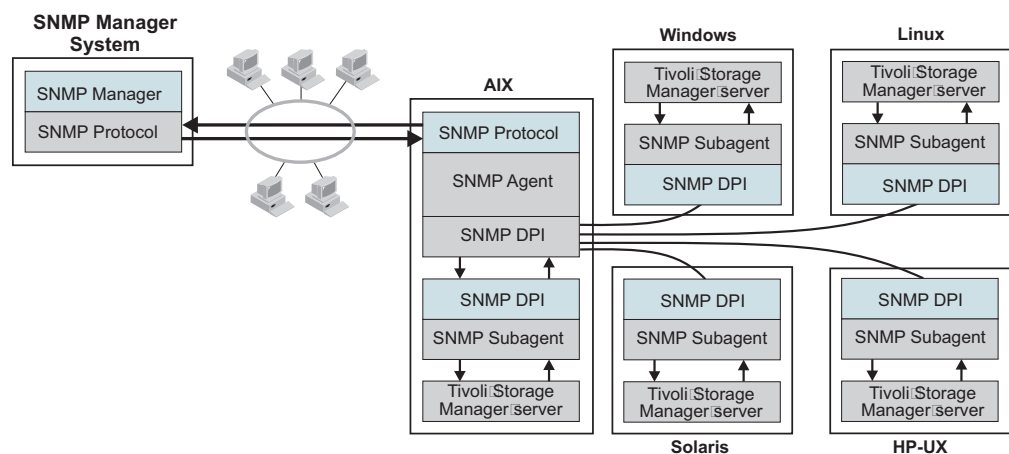 SNMP Manager
System
SNMP Manager
SNMP Protocol
AIX
SNMP Protocol
SNMP Agent
SNMP DPI
SNMP DPI
SNMP Subagent
Tivoli Storage
Manager server
Windows
Tivoli Storage
Manager server
SNMP Subagent
SNMP DPI
Linux
Tivoli Storage
Manager server
SNMP Subagent
SNMP DPI
SNMP DPI
SNMP Subagent
Tivoli Storage
Manager server
Solaris
SNMP DPI
SNMP Subagent
Tivoli Storage
Manager server
HP-UX